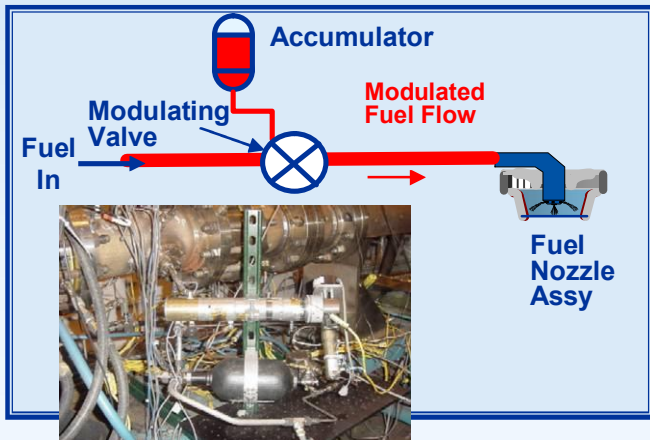 Accumulator
Modulated
Fuel Flow
Modulating
Valve
Fuel
In
Fuel
Nozzle
Assy